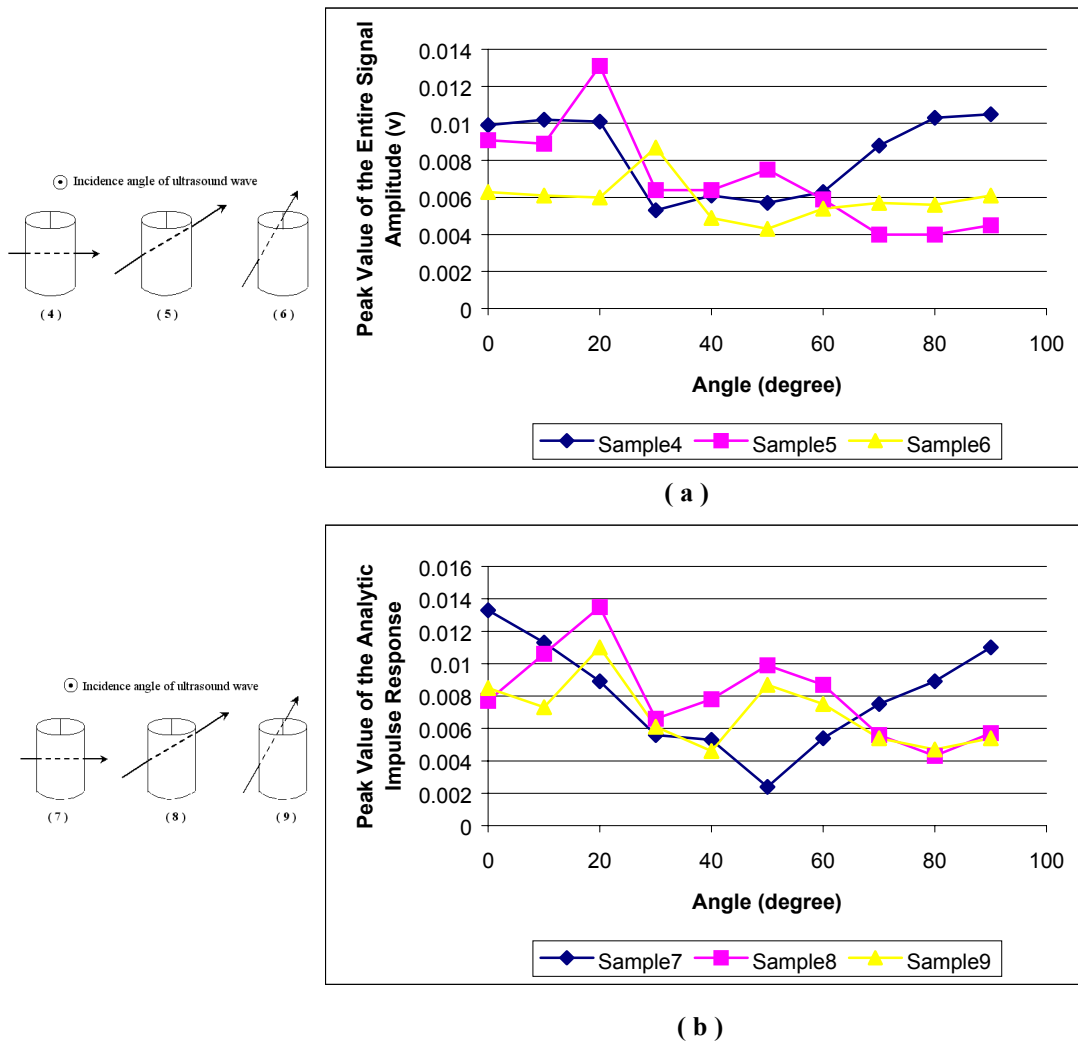 Incidence angle of ultrasound wave
( 4 ) ( 5 ) ( 6 )
Peak Value of the Entire Signal
Amplitude (v)
0.014
0.012
0.01
0.008
0.006
0.004
0.002
0
0 20 40 60 80 100
Angle (degree)
Sample4 Sample5 Sample6
( a )
Incidence angle of ultrasound wave
( 7 ) ( 8 ) ( 9 )
Peak Value of the Analytic
Impulse Response
0.016
0.014
0.012
0.01
0.008
0.006
0.004
0.002
0
0 20 40 60 80 100
Angle (degree)
Sample7 Sample8 Sample9
( b )